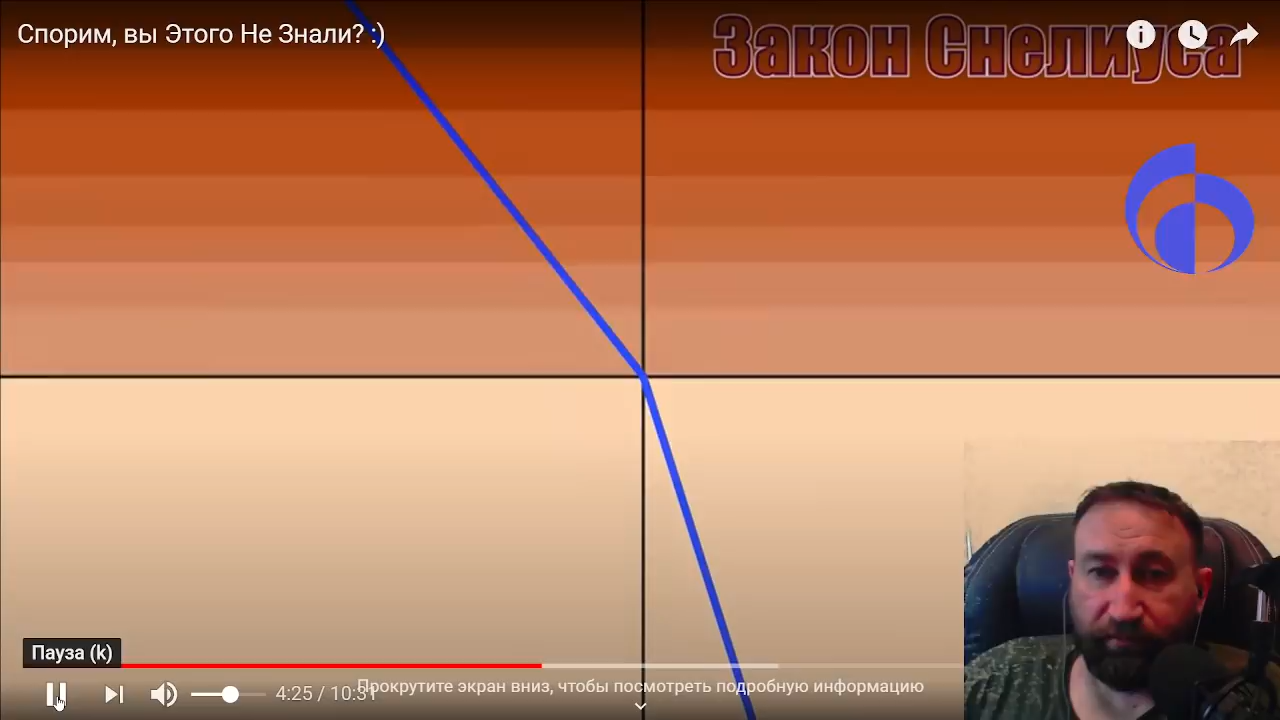 Спорим, вы Этого Не Знали? :)
Закон Снелиуса
Пауза (k)
4:25 / 10:31
Прокрутите экран вниз, чтобы посмотреть подробную информацию